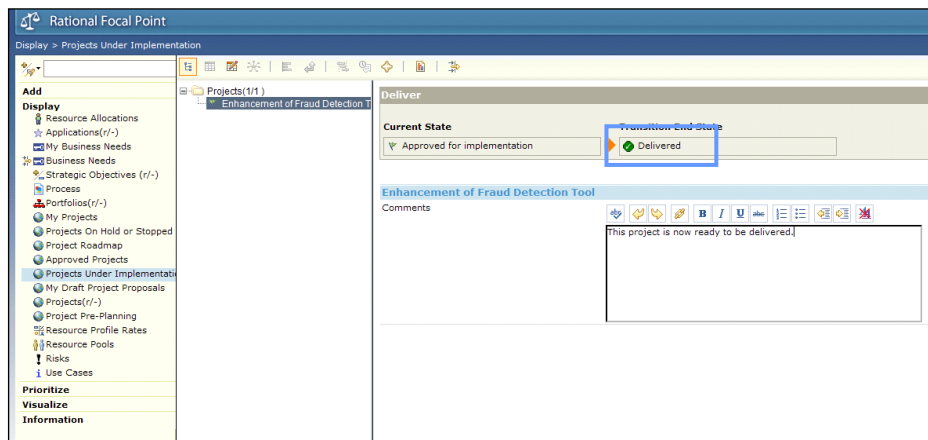 Rational Focal Point
Display > Projects Under Implementation
Add
Display
Resource Allocations
Applications(r/-)
My Business Needs
Business Needs
Strategic Objectives (r/-)
Process
Portfolios(r/-)
My Projects
Projects On Hold or Stopped
Project Roadmap
Approved Projects
Projects Under Implementati
My Draft Project Proposals
Projects(r/-)
Project Pre-Planning
Resource Profile Rates
Resource Pools
Risks
Use Cases
Prioritize
Visualize
Information
Projects(1/1 )
Enhancement of Fraud Detection T
Deliver
Current State
Transition End State
Approved for implementation
Delivered
Enhancement of Fraud Detection Tool
Comments
abc B I U abc
This project is now ready to be delivered.